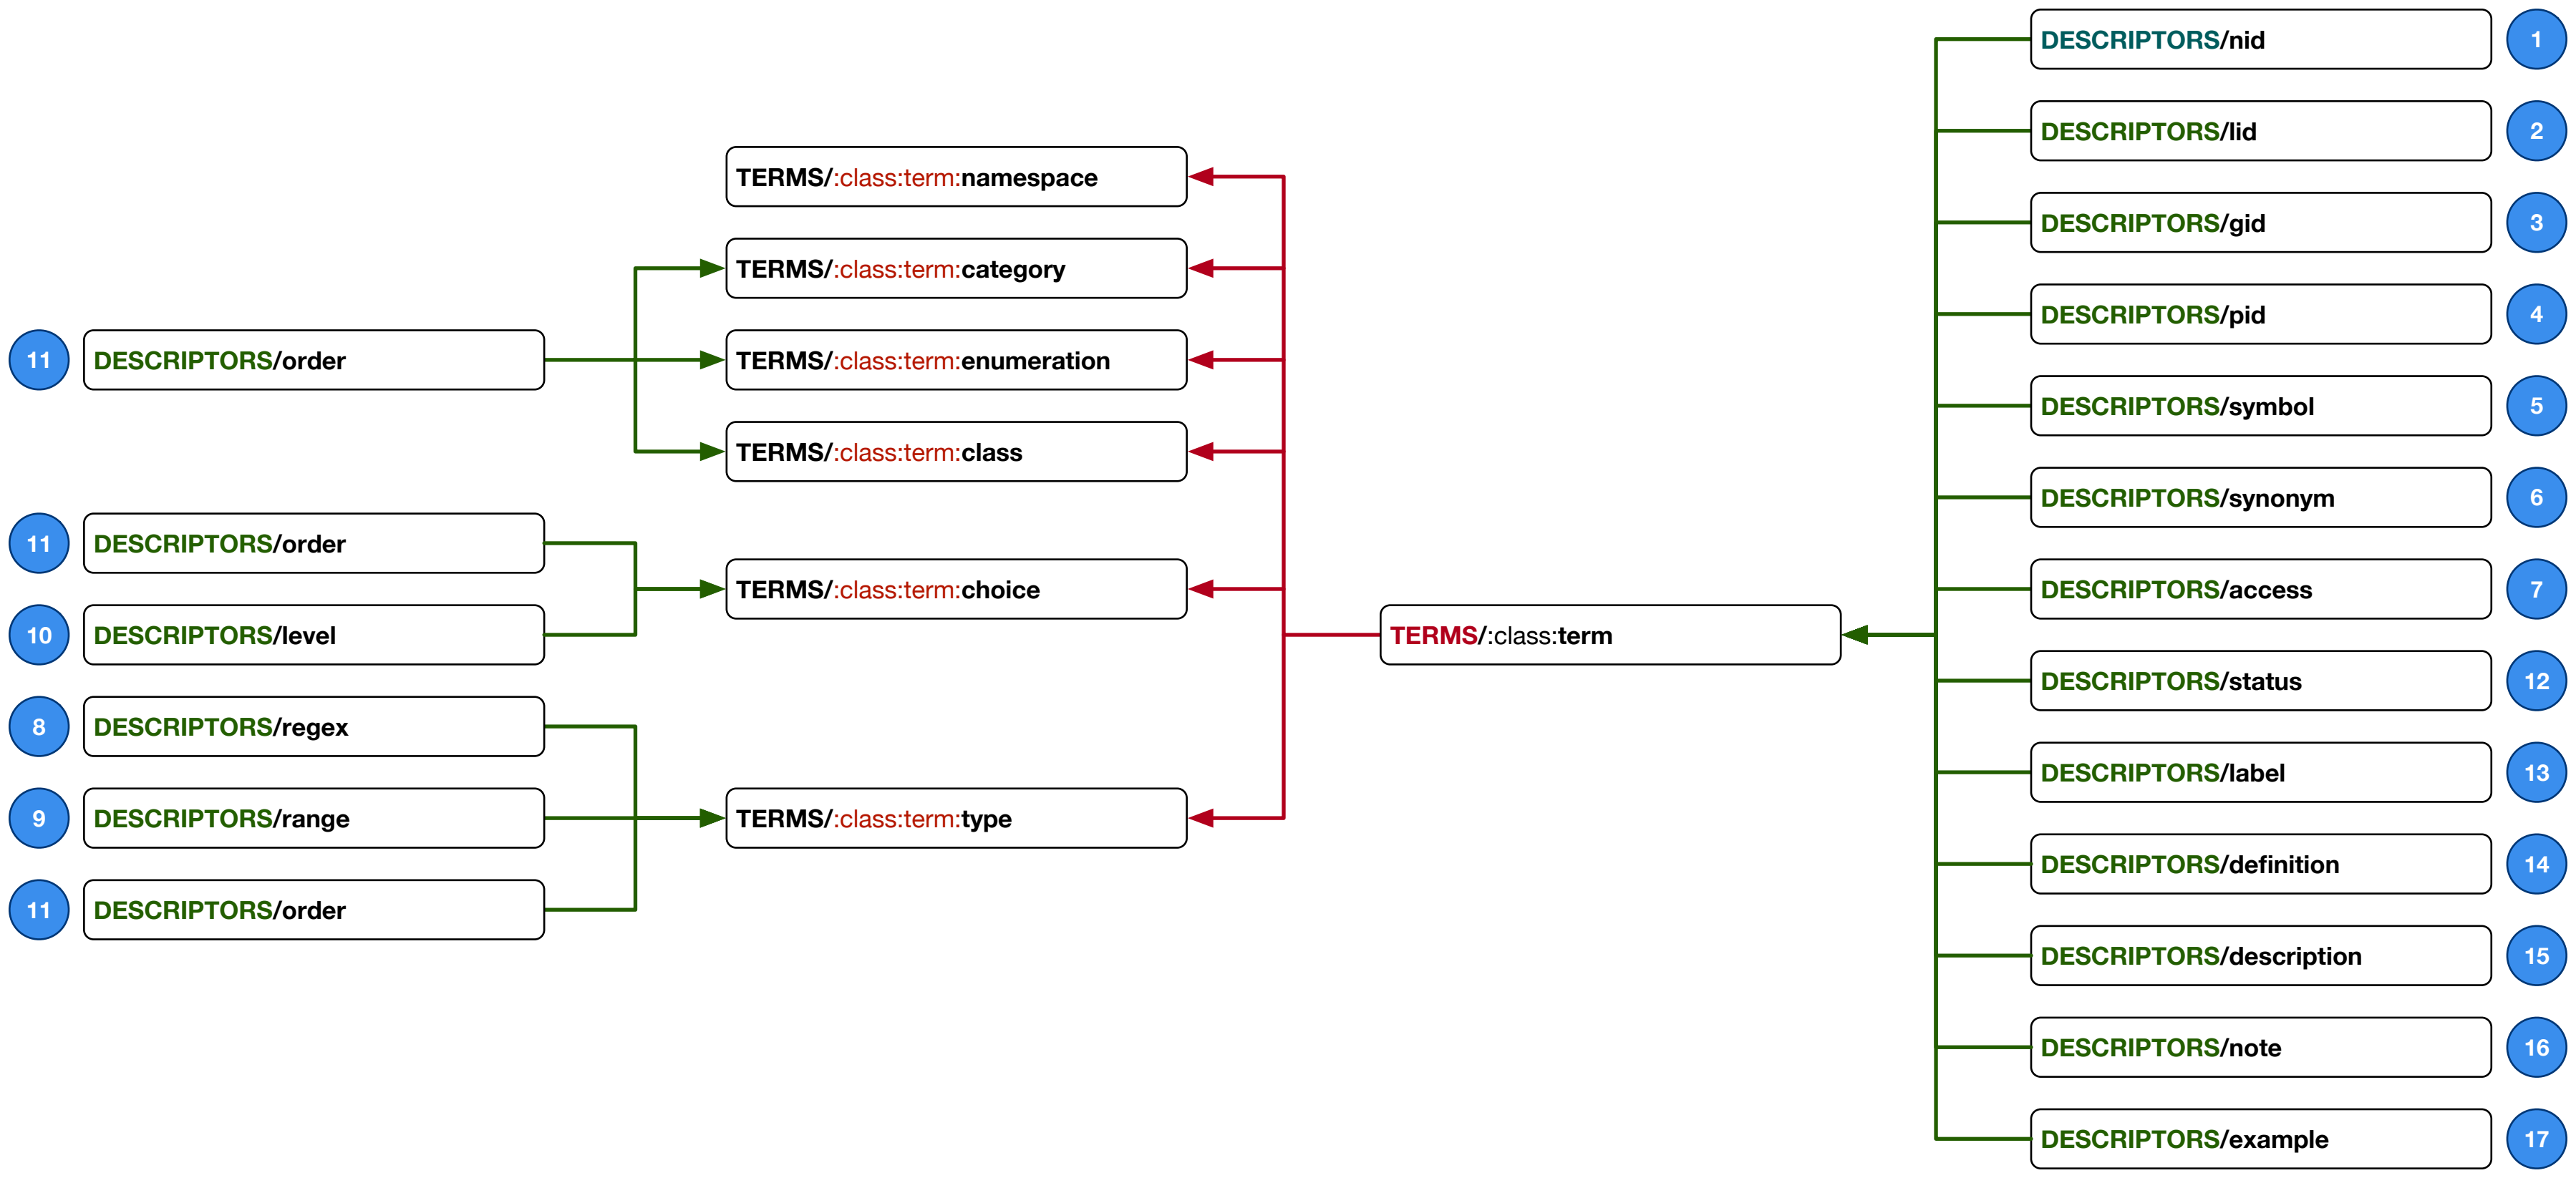 11 DESCRIPTORS/order
11 DESCRIPTORS/order
10 DESCRIPTORS/level
8 DESCRIPTORS/regex
9 DESCRIPTORS/range
11 DESCRIPTORS/order
TERMS/:class:term:namespace
TERMS/:class:term:category
TERMS/:class:term:enumeration
TERMS/:class:term:class
TERMS/:class:term:choice
TERMS/:class:term:type
TERMS/:class:term
DESCRIPTORS/nid 1
DESCRIPTORS/lid 2
DESCRIPTORS/gid 3
DESCRIPTORS/pid 4
DESCRIPTORS/symbol 5
DESCRIPTORS/synonym 6
DESCRIPTORS/access 7
DESCRIPTORS/status 12
DESCRIPTORS/label 13
DESCRIPTORS/definition 14
DESCRIPTORS/description 15
DESCRIPTORS/note 16
DESCRIPTORS/example 17